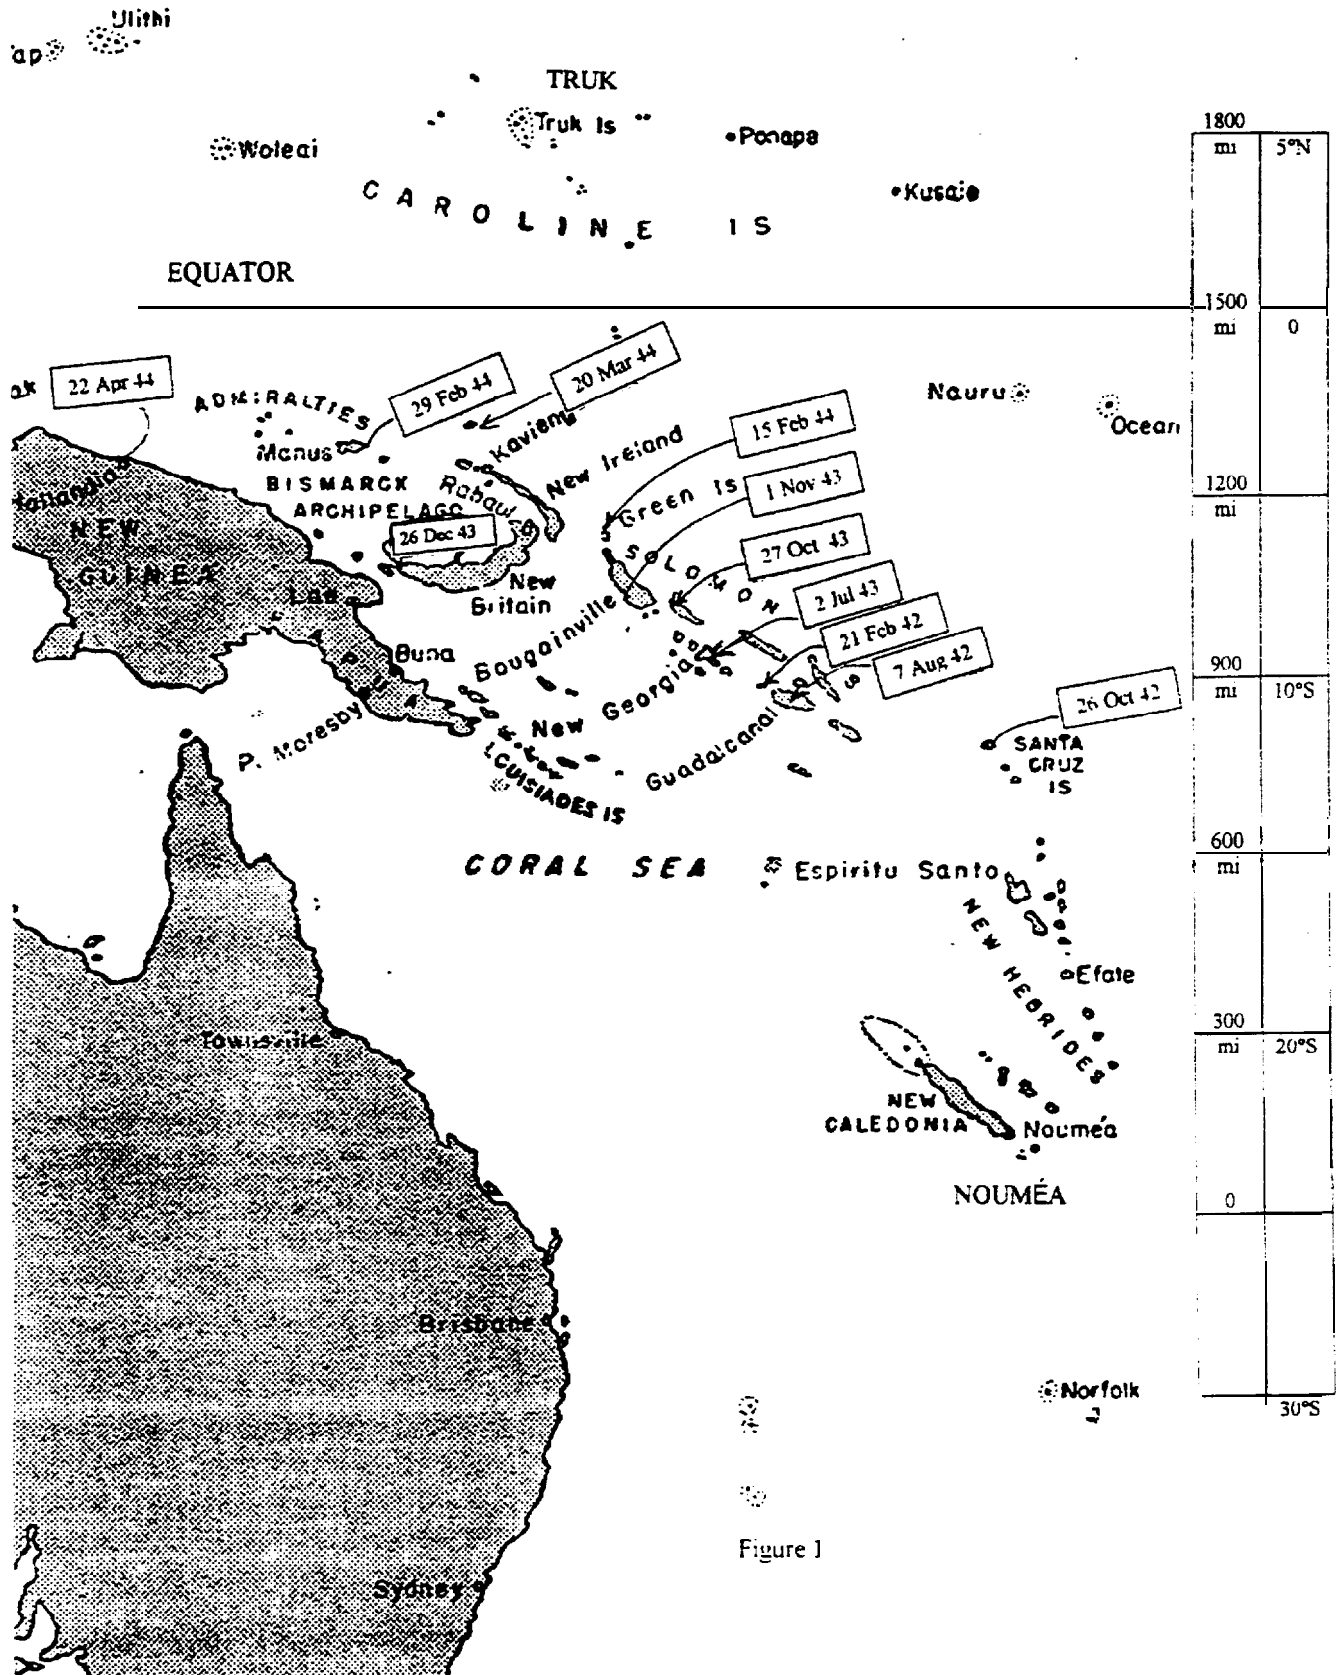 Ulithi
ap
TRUK
Truk Is
Ponape
Woleai
Kusaie
CAROLINE IS
EQUATOR
1800
mi
5°N
1500
mi
0
1200
mi
900
mi
10°S
600
mi
300
mi
20°S
0
30°S
ak
22 Apr 44
29 Feb 44
20 Mar 44
15 Feb 44
1 Nov 43
27 Oct 43
2 Jul 43
21 Feb 42
7 Aug 42
26 Oct 42
26 Dec 43
ADMIRALTIES
Manus
BISMARCK
ARCHIPELAGO
Kavieng
New Ireland
Rabaul
Green Is
Nauru
Ocean
Hollandia
NEW
GUINEA
Lae
New
Britain
SOLOMON IS
Bougainville
Buna
PAPUA
New Georgia
Guadalcanal
P. Moresby
LOUISIADES IS
SANTA
CRUZ
IS
CORAL SEA
Espiritu Santo
NEW HEBRIDES
Efate
Townsville
NEW
CALEDONIA
Nouméa
NOUMÉA
Brisbane
Norfolk
Sydney
Figure 1